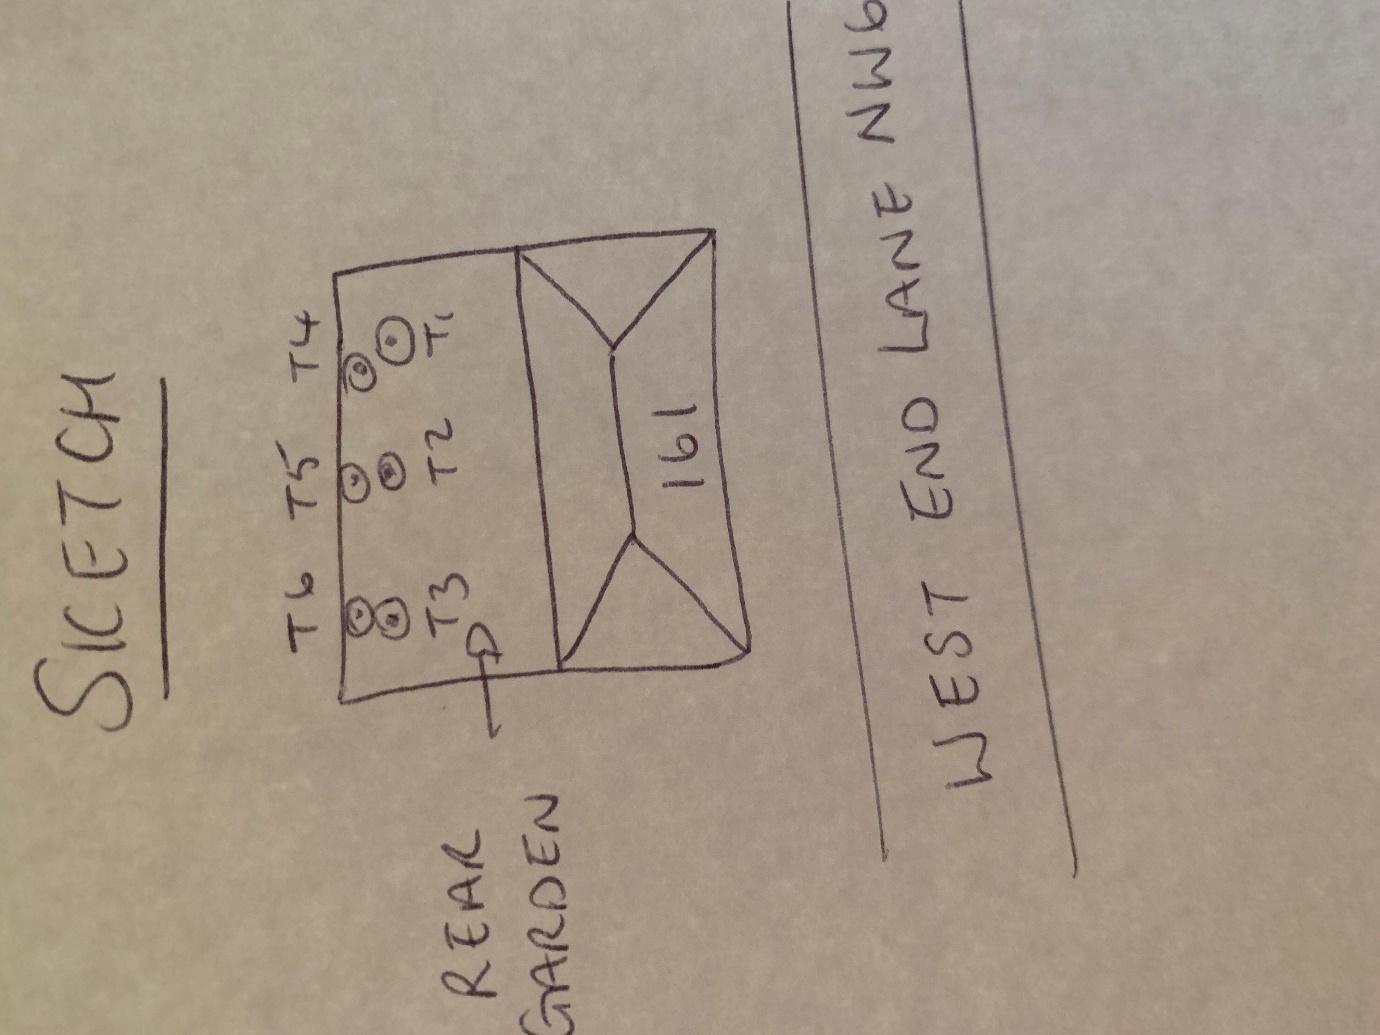 SKETCH
T6 T5 T4
T3 T2 T1
REAR
GARDEN
161
WEST END LANE NW6